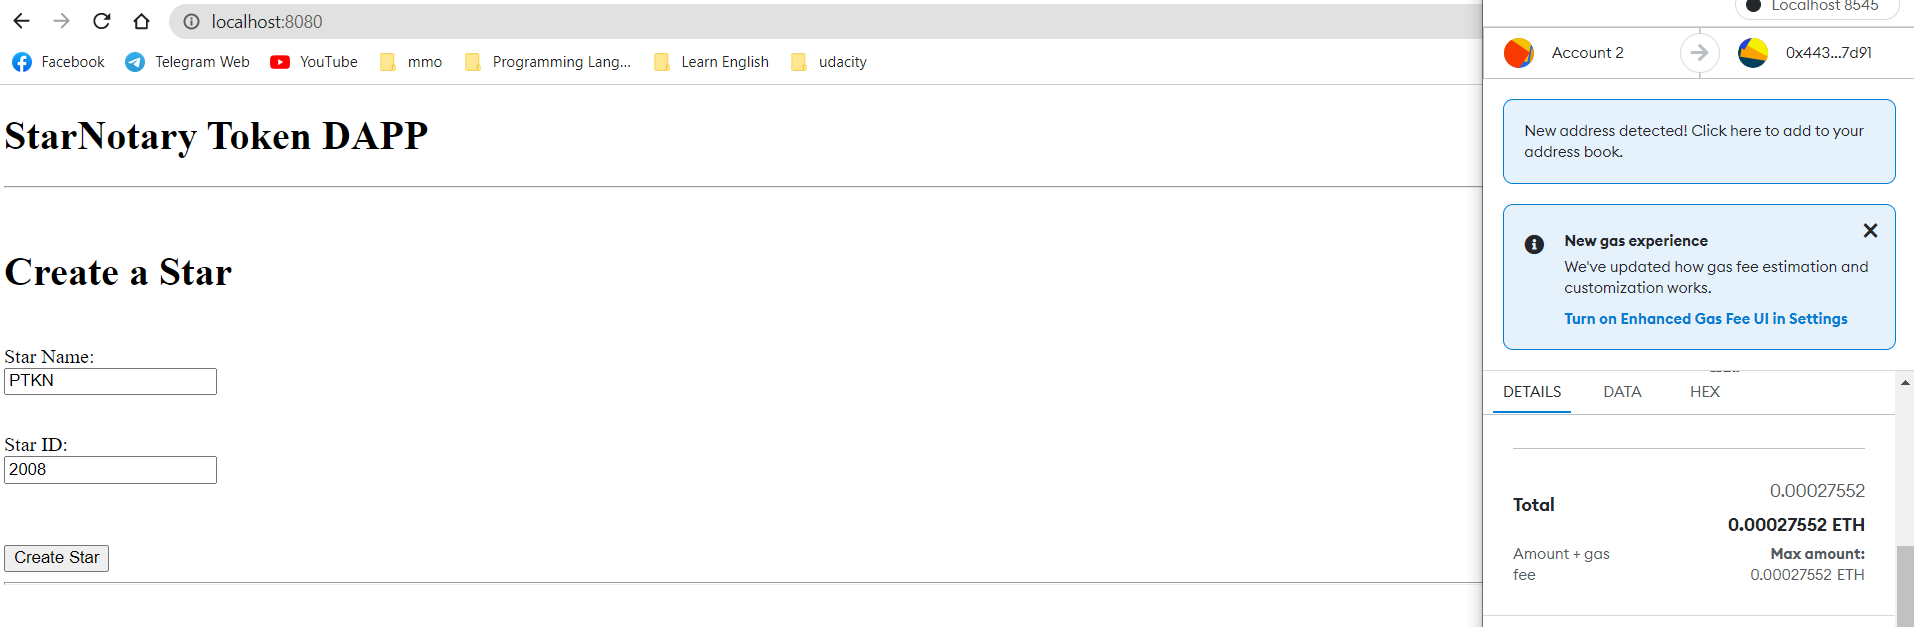 localhost:8080
Facebook
Telegram Web
YouTube
mmo
Programming Lang...
Learn English
udacity
StarNotary Token DAPP
Create a Star
Star Name:
PTKN
Star ID:
2008
Create Star
Localhost 8545
Account 2
0x443...7d91
New address detected! Click here to add to your
address book.
New gas experience
We've updated how gas fee estimation and
customization works.
Turn on Enhanced Gas Fee UI in Settings
DETAILS
DATA
HEX
0.00027552
Total
0.00027552 ETH
Amount + gas
fee
Max amount:
0.00027552 ETH